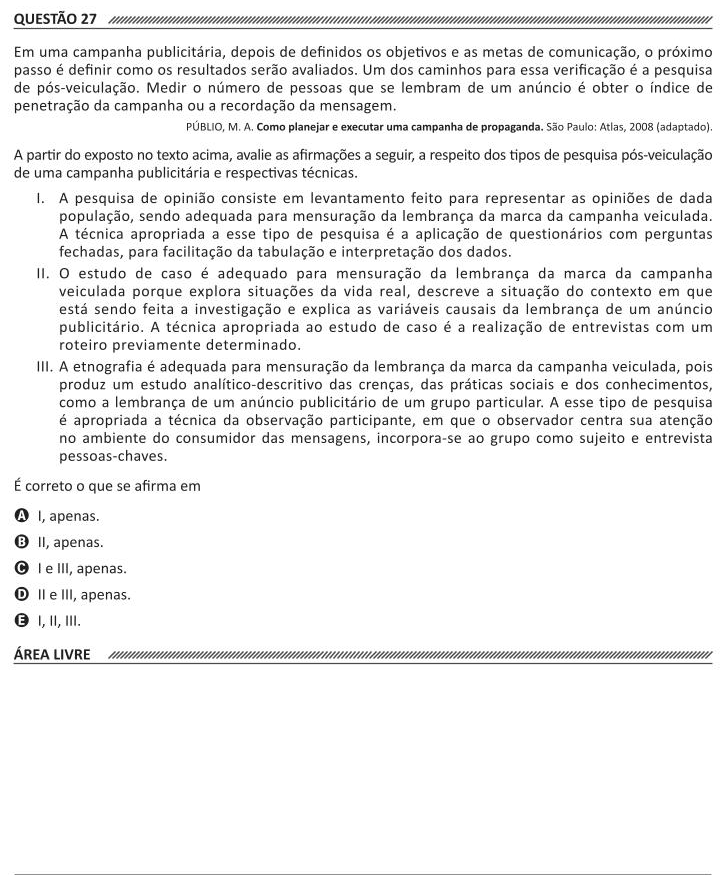 QUESTÃO 27
Em uma campanha publicitária, depois de definidos os objetivos e as metas de comunicação, o próximo
passo é definir como os resultados serão avaliados. Um dos caminhos para essa verificação é a pesquisa
de pós-veiculação. Medir o número de pessoas que se lembram de um anúncio é obter o índice de
penetração da campanha ou a recordação da mensagem.
PÚBLIO, M. A. Como planejar e executar uma campanha de propaganda. São Paulo: Atlas, 2008 (adaptado).
A partir do exposto no texto acima, avalie as afirmações a seguir, a respeito dos tipos de pesquisa pós-veiculação
de uma campanha publicitária e respectivas técnicas.
I. A pesquisa de opinião consiste em levantamento feito para representar as opiniões de dada
população, sendo adequada para mensuração da lembrança da marca da campanha veiculada.
A técnica apropriada a esse tipo de pesquisa é a aplicação de questionários com perguntas
fechadas, para facilitação da tabulação e interpretação dos dados.
II. O estudo de caso é adequado para mensuração da lembrança da marca da campanha
veiculada porque explora situações da vida real, descreve a situação do contexto em que
está sendo feita a investigação e explica as variáveis causais da lembrança de um anúncio
publicitário. A técnica apropriada ao estudo de caso é a realização de entrevistas com um
roteiro previamente determinado.
III. A etnografia é adequada para mensuração da lembrança da marca da campanha veiculada, pois
produz um estudo analítico-descritivo das crenças, das práticas sociais e dos conhecimentos,
como a lembrança de um anúncio publicitário de um grupo particular. A esse tipo de pesquisa
é apropriada a técnica da observação participante, em que o observador centra sua atenção
no ambiente do consumidor das mensagens, incorpora-se ao grupo como sujeito e entrevista
pessoas-chaves.
É correto o que se afirma em
A I, apenas.
B II, apenas.
C I e III, apenas.
D II e III, apenas.
E I, II, III.
ÁREA LIVRE